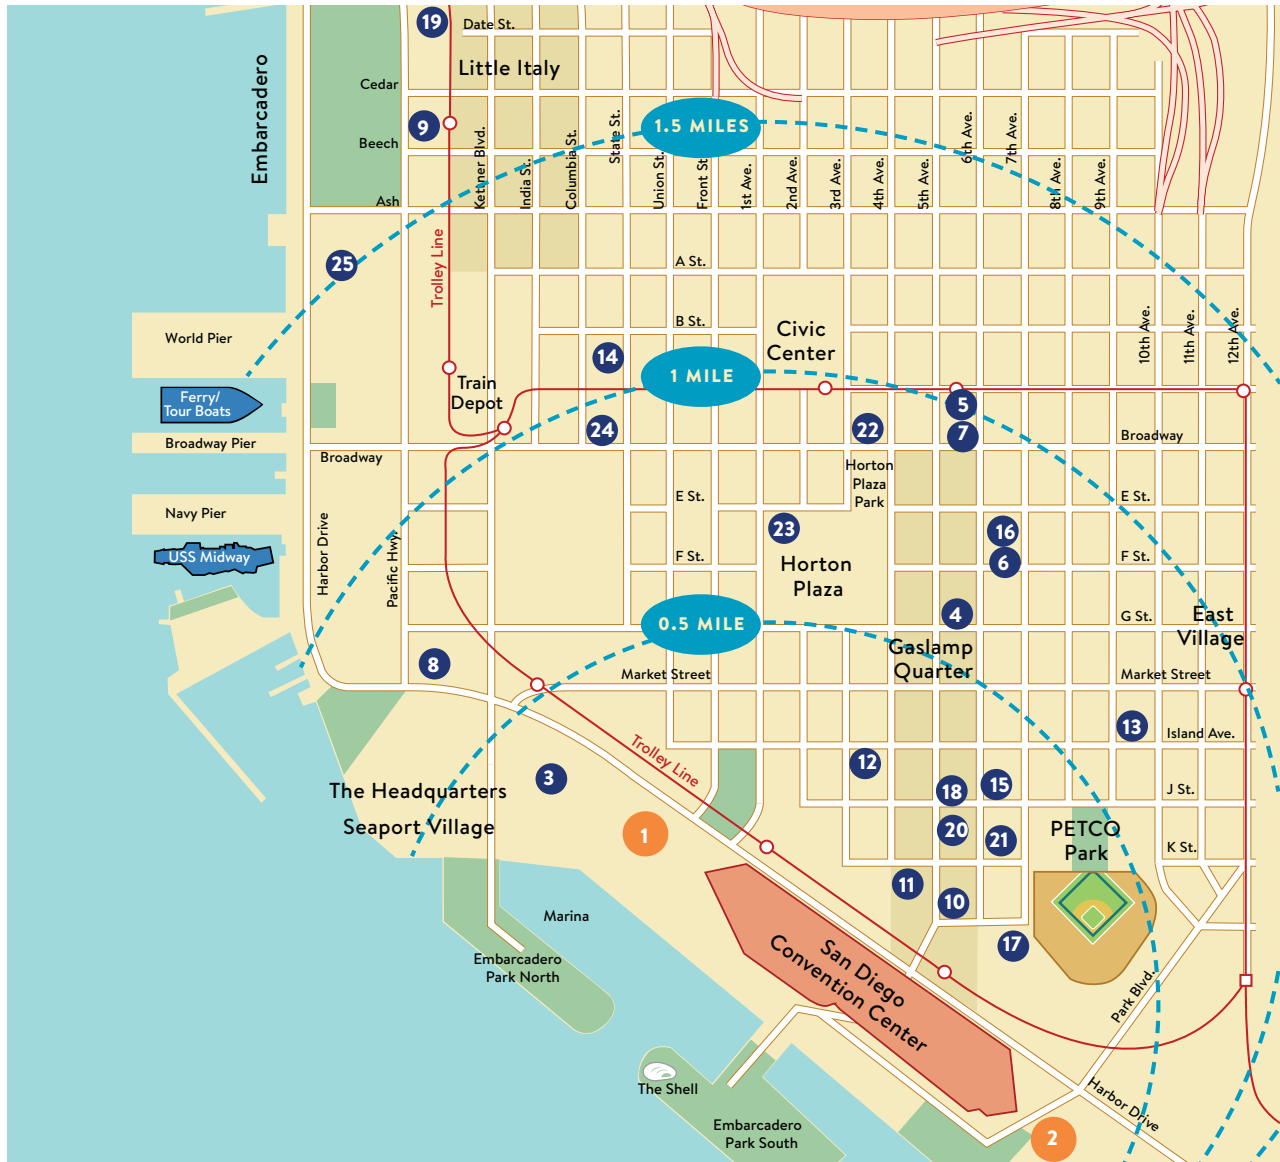 19
Date St.
Little Italy
Embarcadero
Cedar
9
Beech
Ash
1.5 MILES
Kettner Blvd.
India St.
Columbia St.
State St.
Union St.
Front St.
1st Ave.
2nd Ave.
3rd Ave.
4th Ave.
5th Ave.
6th Ave.
7th Ave.
8th Ave.
9th Ave.
25
Trolley Line
A St.
B St.
World Pier
Civic
Center
10th Ave.
11th Ave.
12th Ave.
14
1 MILE
Train
Depot
Ferry/
Tour Boats
5
7
22
24
Broadway Pier
Broadway
Broadway
Horton
Plaza
Park
E St.
E St.
Navy Pier
Harbor Drive
Pacific Hwy
23
16
6
USS Midway
F St.
F St.
Horton
Plaza
4
0.5 MILE
G St.
East
Village
Gaslamp
Quarter
8
Market Street
Market Street
13
Island Ave.
Trolley Line
12
3
18
15
J St.
The Headquarters
Seaport Village
1
20
21
PETCO
Park
K St.
11
10
Marina
17
Embarcadero
Park North
San Diego
Convention Center
Park Blvd.
The Shell
Harbor Drive
Embarcadero
Park South
2